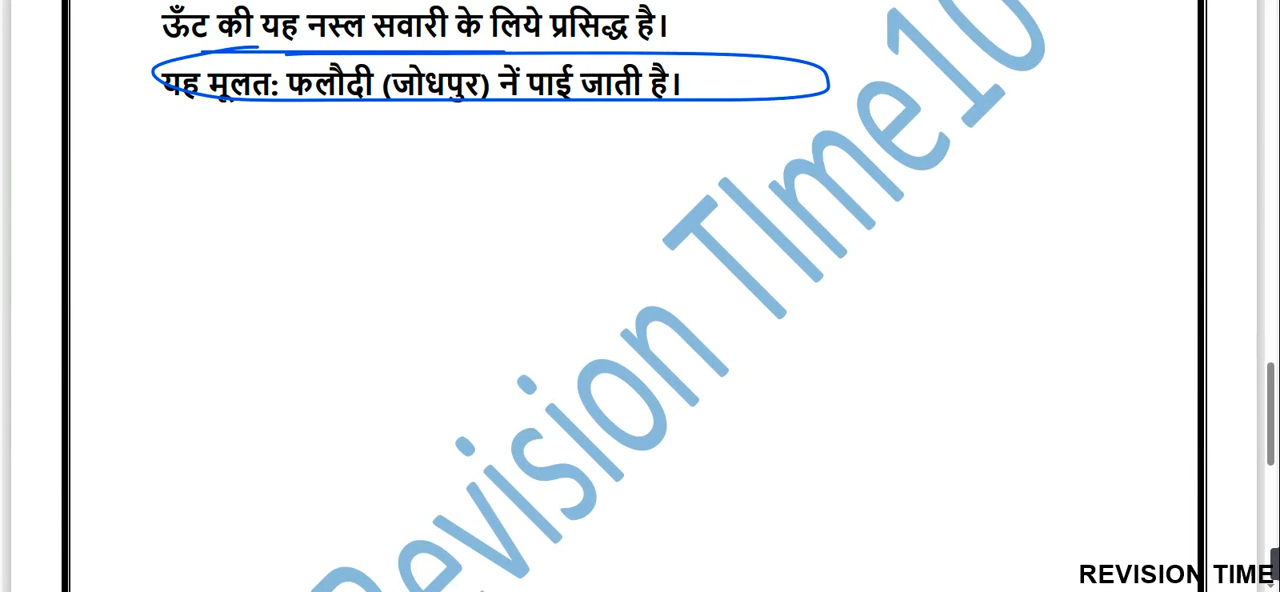 ऊँट की यह नस्ल सवारी के लिये प्रसिद्ध है।
यह मूलत: फलौदी (जोधपुर) नें पाई जाती है।
Revision TIme10
REVISION TIME